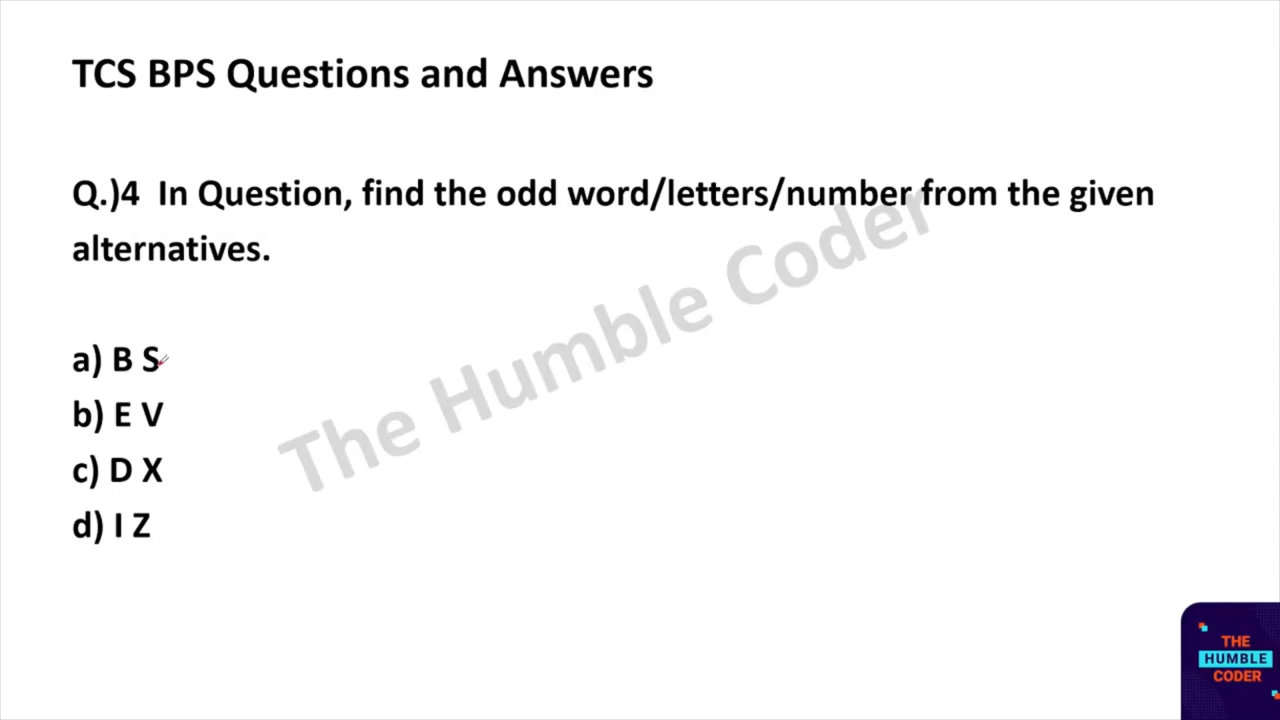 TCS BPS Questions and Answers
Q.)4 In Question, find the odd word/letters/number from the given
alternatives.
The Humble Coder
a) B S
b) E V
c) D X
d) I Z
THE
HUMBLE
CODER